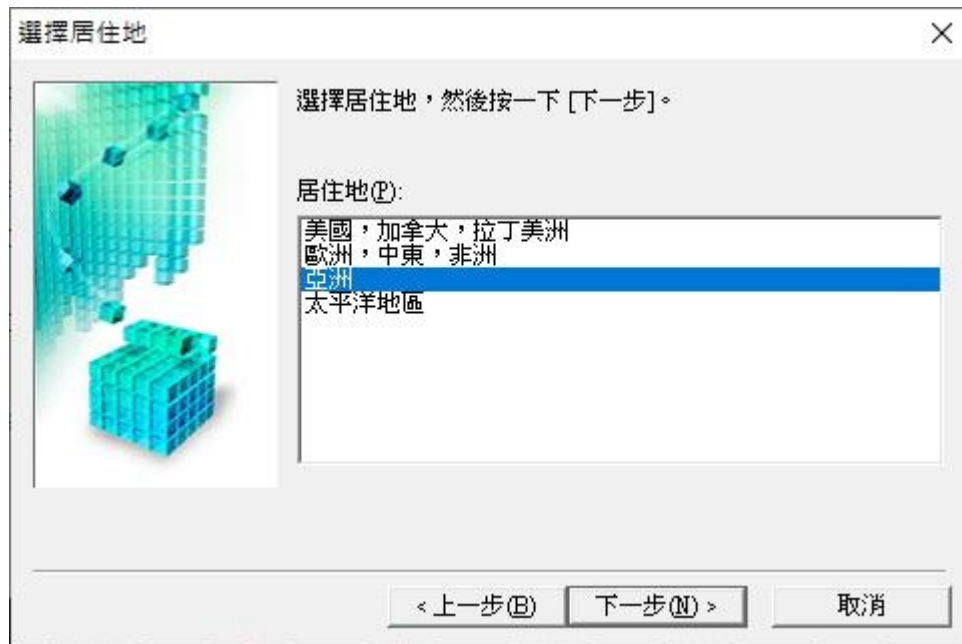 選擇居住地
選擇居住地，然後按一下 [下一步]。
居住地(P):
美國，加拿大，拉丁美洲
歐洲，中東，非洲
亞洲
太平洋地區
<上一步(B)
下一步(N) >
取消